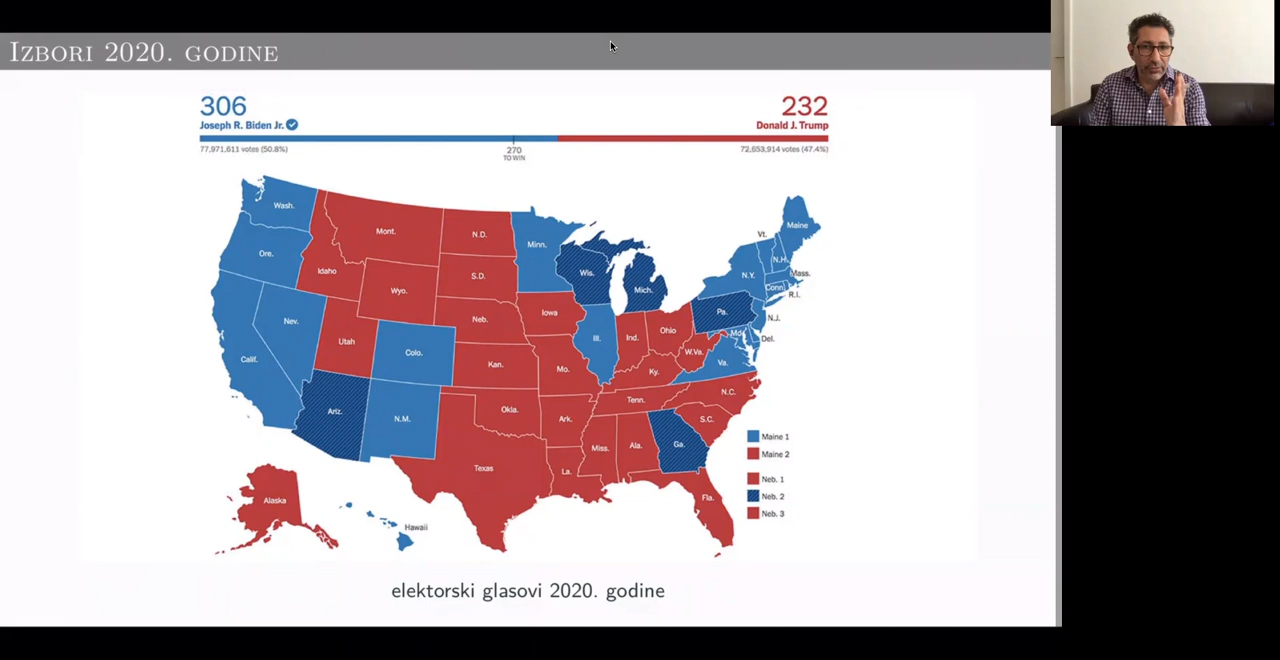 Izbori 2020. godine
306
232
Joseph R. Biden Jr.
Donald J. Trump
77,971,611 votes (50.8%)
270
TO WIN
72,653,914 votes (47.4%)
Wash.
Ore.
Calif.
Nev.
Idaho
Mont.
Wyo.
Utah
Colo.
Ariz.
N.M.
N.D.
S.D.
Neb.
Kan.
Okla.
Texas
Minn.
Iowa
Mo.
Ark.
La.
Wis.
Ill.
Mich.
Ind.
Ohio
Ky.
Tenn.
Miss.
Ala.
Ga.
Fla.
S.C.
N.C.
Va.
W.Va.
Pa.
N.Y.
Vt.
N.H.
Maine
Mass.
Conn.
R.I.
N.J.
Del.
Md.
Alaska
Hawaii
Maine 1
Maine 2
Neb. 1
Neb. 2
Neb. 3
elektorski glasovi 2020. godine